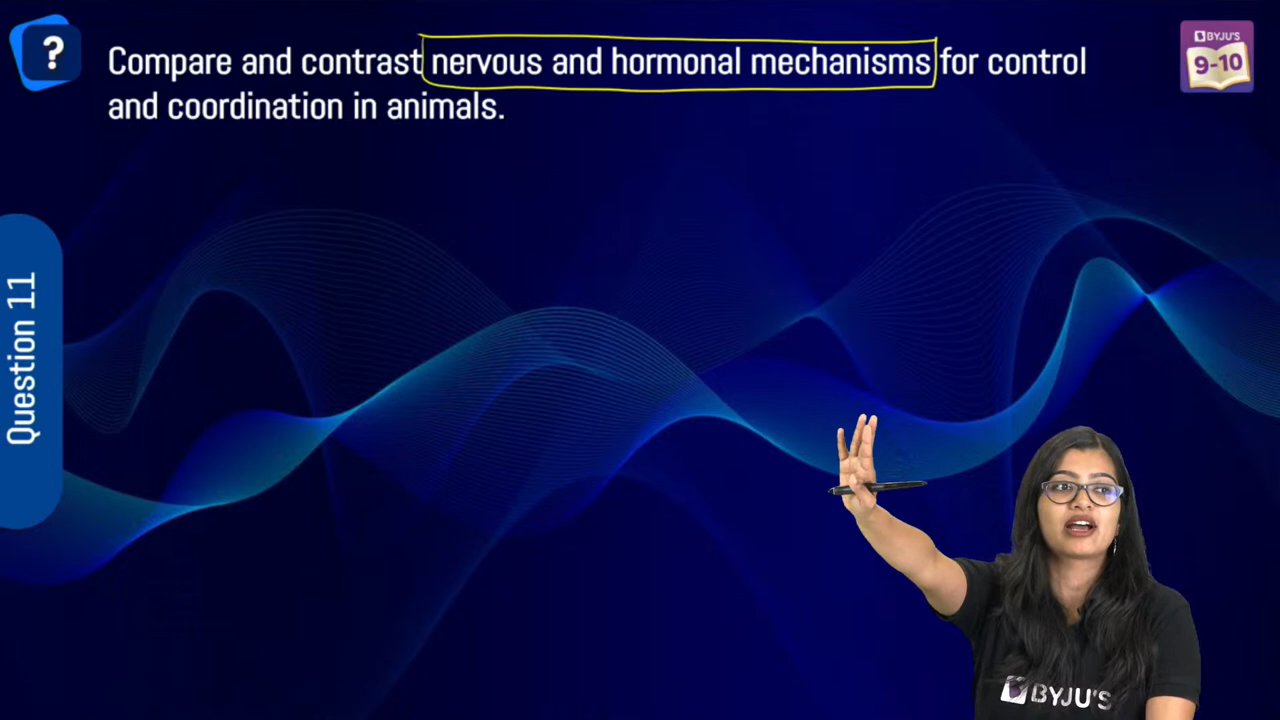 ?
Compare and contrast nervous and hormonal mechanisms for control
and coordination in animals.
BYJU'S
9-10
Question 11
BYJU'S